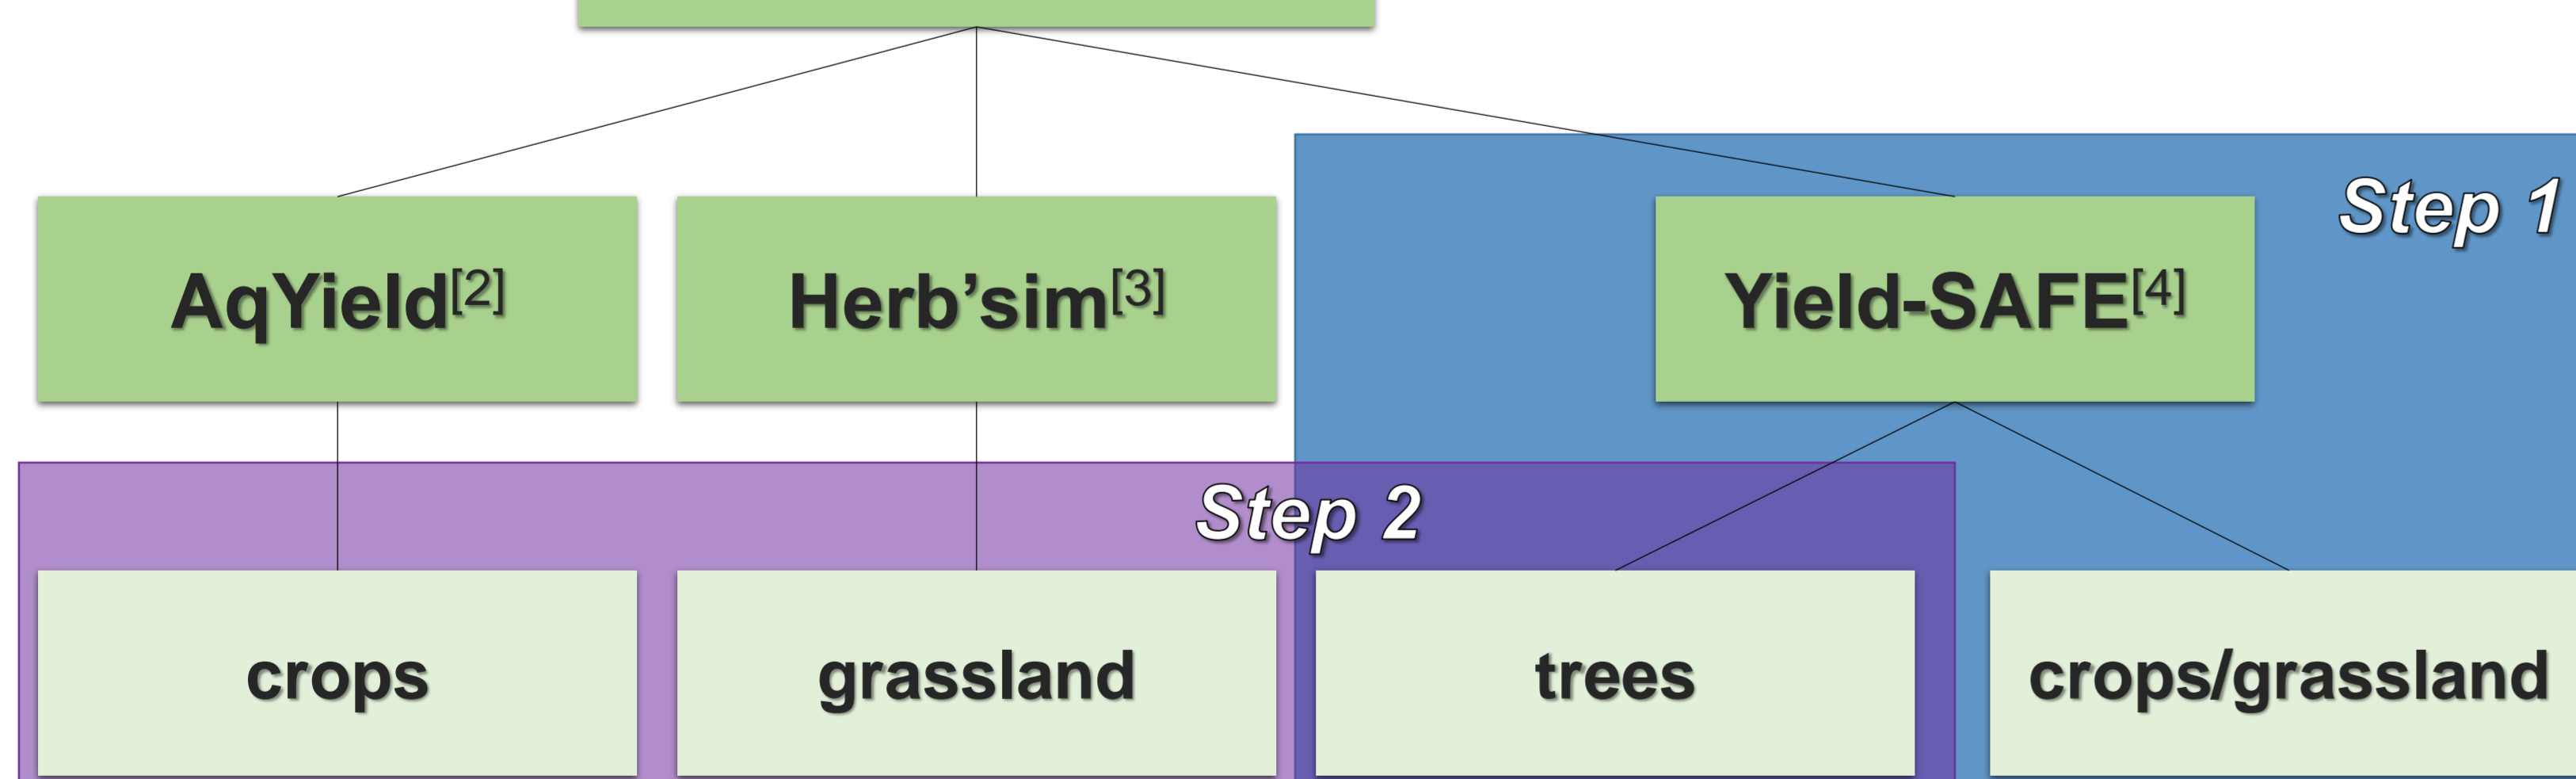 Step 1
AqYield[2]
Herb’sim[3]
Yield-SAFE[4]
Step 2
crops
grassland
trees
crops/grassland